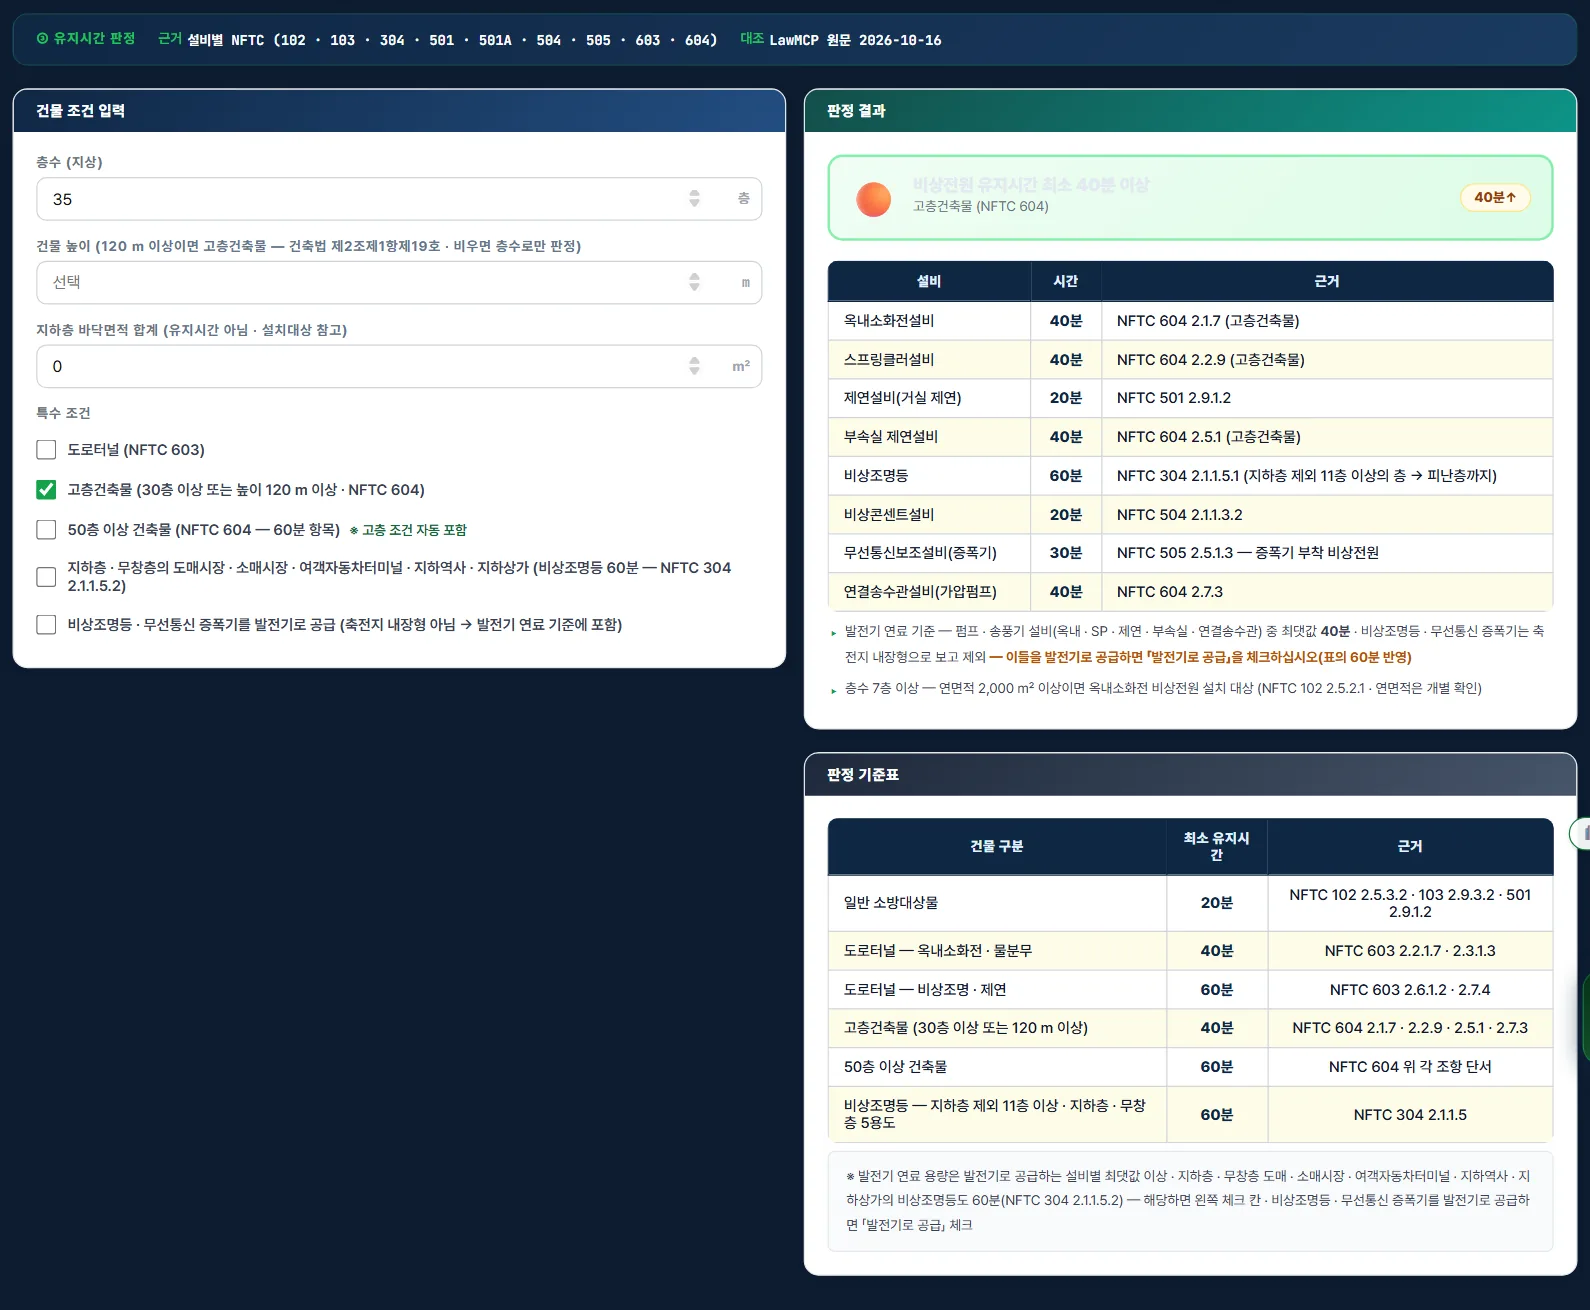 ③ 유지시간 판정 근거 설비별 NFTC (102 · 103 · 304 · 501 · 501A · 504 · 505 · 603 · 604) 대조 LawMCP 원문 2026-10-16
건물 조건 입력
층수 (지상)
35 층
건물 높이 (120 m 이상이면 고층건축물 — 건축법 제2조제1항제19호 · 비우면 층수로만 판정)
선택 m
지하층 바닥면적 합계 (유지시간 아님 · 설치대상 참고)
0 m²
특수 조건
도로터널 (NFTC 603)
고층건축물 (30층 이상 또는 높이 120 m 이상 · NFTC 604)
50층 이상 건축물 (NFTC 604 — 60분 항목) ※ 고층 조건 자동 포함
지하층 · 무창층의 도매시장 · 소매시장 · 여객자동차터미널 · 지하역사 · 지하상가 (비상조명등 60분 — NFTC 304
2.1.1.5.2)
비상조명등 · 무선통신 증폭기를 발전기로 공급 (축전지 내장형 아님 → 발전기 연료 기준에 포함)
판정 결과
비상전원 유지시간 최소 40분 이상
고층건축물 (NFTC 604)
40분↑
설비 시간 근거
옥내소화전설비 40분 NFTC 604 2.1.7 (고층건축물)
스프링클러설비 40분 NFTC 604 2.2.9 (고층건축물)
제연설비(거실 제연) 20분 NFTC 501 2.9.1.2
부속실 제연설비 40분 NFTC 604 2.5.1 (고층건축물)
비상조명등 60분 NFTC 304 2.1.1.5.1 (지하층 제외 11층 이상의 층 → 피난층까지)
비상콘센트설비 20분 NFTC 504 2.1.1.3.2
무선통신보조설비(증폭기) 30분 NFTC 505 2.5.1.3 — 증폭기 부착 비상전원
연결송수관설비(가압펌프) 40분 NFTC 604 2.7.3
▸ 발전기 연료 기준 — 펌프 · 송풍기 설비(옥내 · SP · 제연 · 부속실 · 연결송수관) 중 최댓값 40분 · 비상조명등 · 무선통신 증폭기는 축
전지 내장형으로 보고 제외 — 이들을 발전기로 공급하면 「발전기로 공급」을 체크하십시오(표의 60분 반영)
▸ 층수 7층 이상 — 연면적 2,000 m² 이상이면 옥내소화전 비상전원 설치 대상 (NFTC 102 2.5.2.1 · 연면적은 개별 확인)
판정 기준표
건물 구분 최소 유지시
간 근거
일반 소방대상물 20분 NFTC 102 2.5.3.2 · 103 2.9.3.2 · 501
2.9.1.2
도로터널 — 옥내소화전 · 물분무 40분 NFTC 603 2.2.1.7 · 2.3.1.3
도로터널 — 비상조명 · 제연 60분 NFTC 603 2.6.1.2 · 2.7.4
고층건축물 (30층 이상 또는 120 m 이상) 40분 NFTC 604 2.1.7 · 2.2.9 · 2.5.1 · 2.7.3
50층 이상 건축물 60분 NFTC 604 위 각 조항 단서
비상조명등 — 지하층 제외 11층 이상 · 지하층 · 무창
층 5용도 60분 NFTC 304 2.1.1.5
※ 발전기 연료 용량은 발전기로 공급하는 설비별 최댓값 이상 · 지하층 · 무창층 도매 · 소매시장 · 여객자동차터미널 · 지하역사 · 지
하상가의 비상조명등도 60분(NFTC 304 2.1.1.5.2) — 해당하면 왼쪽 체크 칸 · 비상조명등 · 무선통신 증폭기를 발전기로 공급하
면 「발전기로 공급」 체크